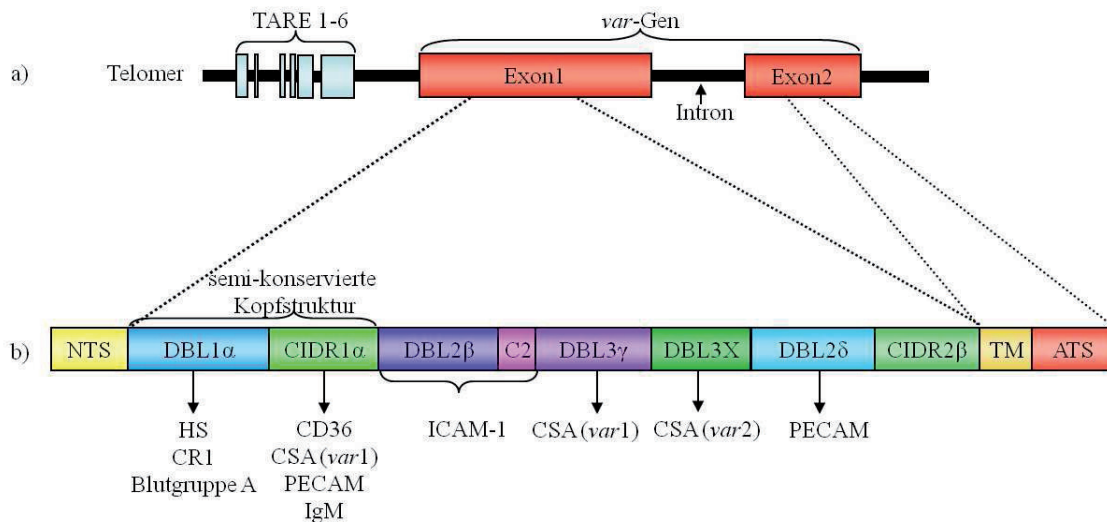 TARE 1-6
var-Gen
a)
Telomer
Exon1
Exon2
Intron
semi-konservierte
Kopfstruktur
b)
NTS
DBL1α
CIDR1α
DBL2β
C2
DBL3γ
DBL3X
DBL2δ
CIDR2β
TM
ATS
HS
CR1
Blutgruppe A
CD36
CSA (var1)
PECAM
IgM
ICAM-1
CSA (var1)
CSA (var2)
PECAM